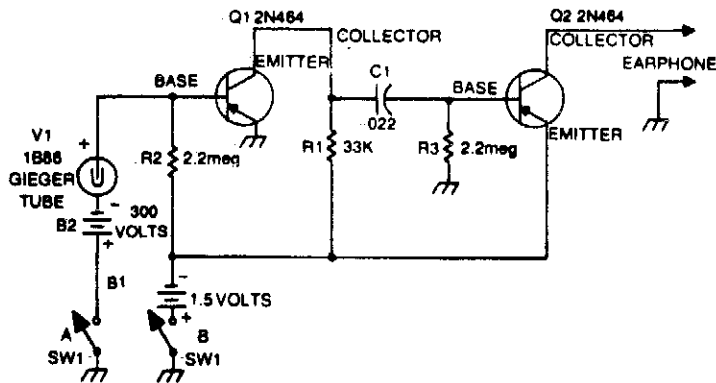 Q1 2N464
COLLECTOR
EMITTER
BASE
Q2 2N464
COLLECTOR
EARPHONE
C1
.022
BASE
EMITTER
V1
1B86
GIEGER
TUBE
+
-
B2
300
VOLTS
+
R2
2.2meg
R1
33K
R3
2.2meg
B1
-
1.5 VOLTS
+
A
SW1
B
SW1